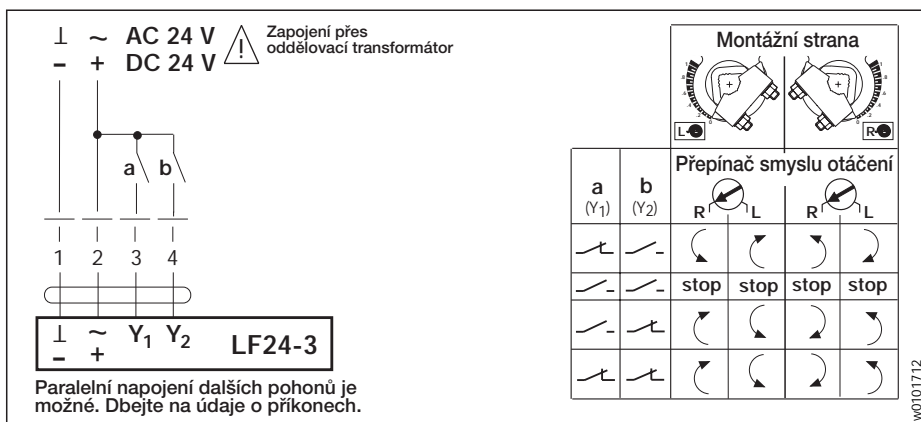 ⊥ ~ AC 24 V
– + DC 24 V
Zapojení přes
oddělovací transformátor
a b
1 2 3 4
⊥ ~ Y1 Y2
– +
LF24-3
Paralelní napojení dalších pohonů je
možné. Dbejte na údaje o příkonech.
Montážní strana
L R
Přepínač smyslu otáčení
a b
(Y1) (Y2)
R L R L
stop stop stop stop
w0101712